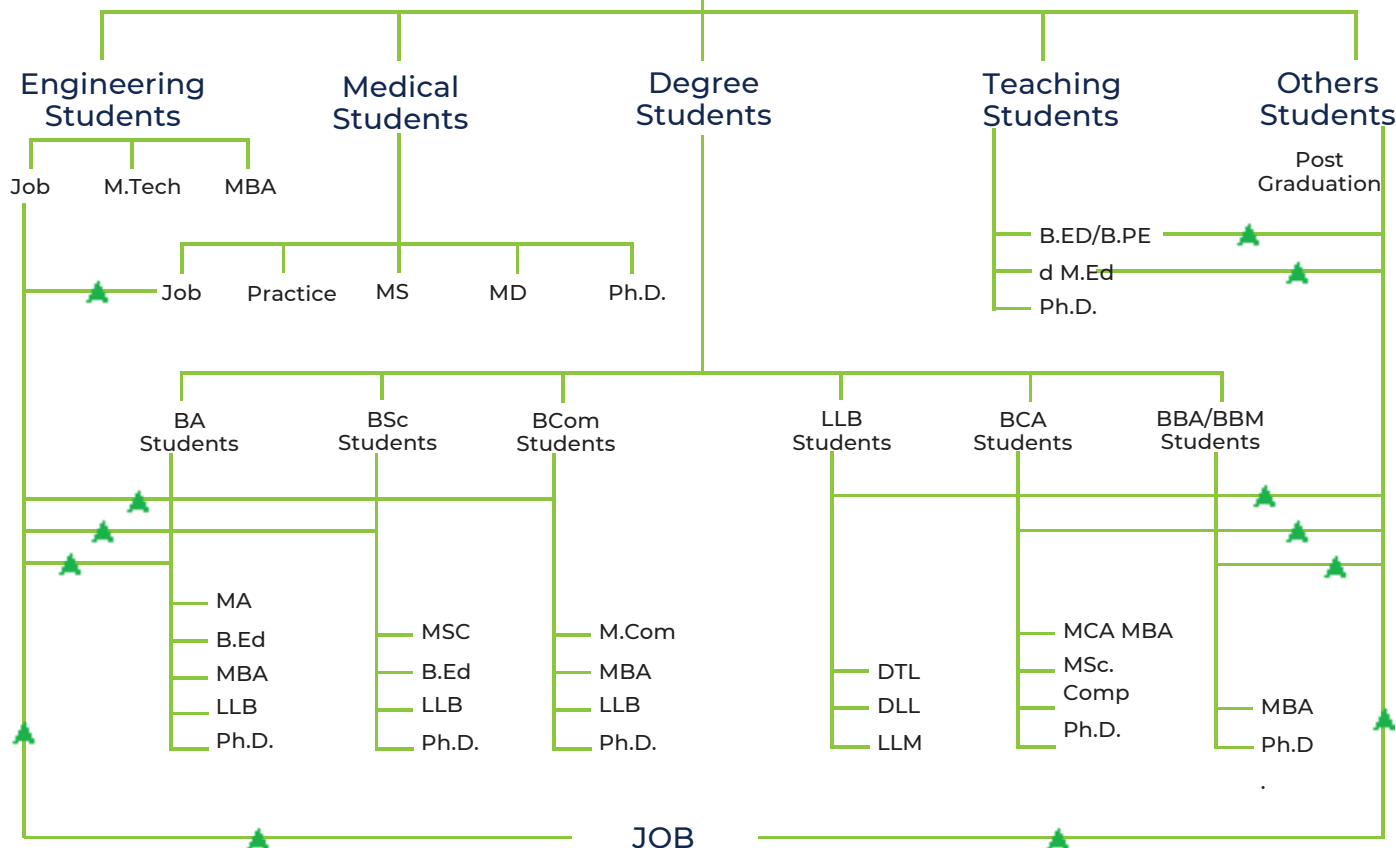 Engineering
Students
Medical
Students
Degree
Students
Teaching
Students
Others
Students
Job
M.Tech
MBA
Post
Graduation
B.ED/B.PE
d M.Ed
Ph.D.
Job
Practice
MS
MD
Ph.D.
BA
Students
BSc
Students
BCom
Students
LLB
Students
BCA
Students
BBA/BBM
Students
MA
B.Ed
MBA
LLB
Ph.D.
MSC
B.Ed
LLB
Ph.D.
M.Com
MBA
LLB
Ph.D.
DTL
DLL
LLM
MCA MBA
MSc.
Comp
Ph.D.
MBA
Ph.D
.
JOB